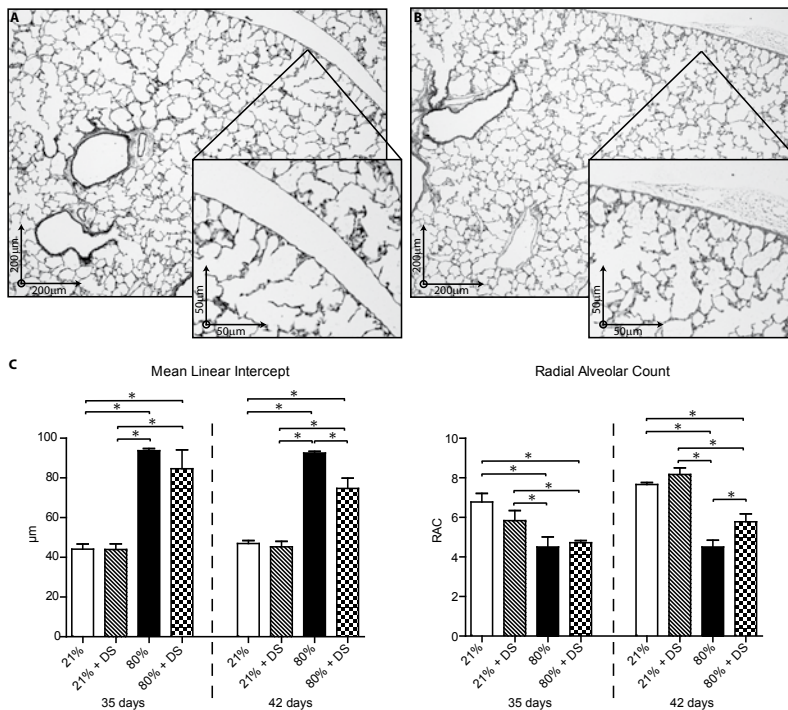 A
200µm
200µm
50µm
50µm
B
200µm
200µm
50µm
50µm
C
Mean Linear Intercept
* * * * * * * * *
100
80
60
40
20
0
µm
21% 21% + DS 80% 80% + DS 21% 21% + DS 80% 80% + DS
35 days 42 days
Radial Alveolar Count
* * * * * * * * *
10
8
6
4
2
0
RAC
21% 21% + DS 80% 80% + DS 21% 21% + DS 80% 80% + DS
35 days 42 days